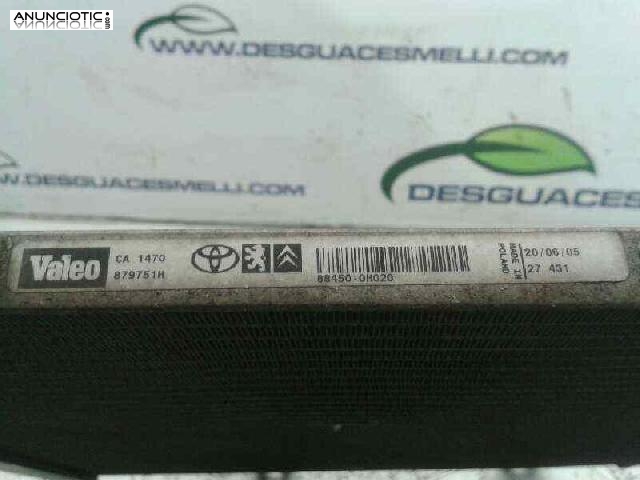 ANUNCIOTIC
.com
DESGUACESMELLI.COM
WWW.DESGUACESMELLI.COM
DESGUACES
Valeo
CA 1470
879751H
88450-0H020
MADE IN
POLAND
20/06/05
27 431